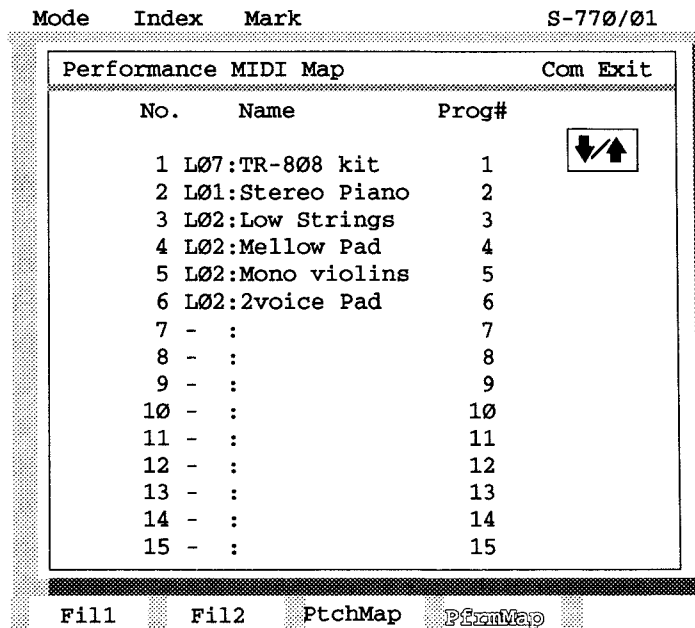 Mode Index Mark S-77Ø/Ø1
Performance MIDI Map Com Exit
No. Name Prog#
1 LØ7:TR-8Ø8 kit 1
2 LØ1:Stereo Piano 2
3 LØ2:Low Strings 3
4 LØ2:Mellow Pad 4
5 LØ2:Mono violins 5
6 LØ2:2voice Pad 6
7 - : 7
8 - : 8
9 - : 9
1Ø - : 1Ø
11 - : 11
12 - : 12
13 - : 13
14 - : 14
15 - : 15
Fil1 Fil2 PtchMap PfrmMap